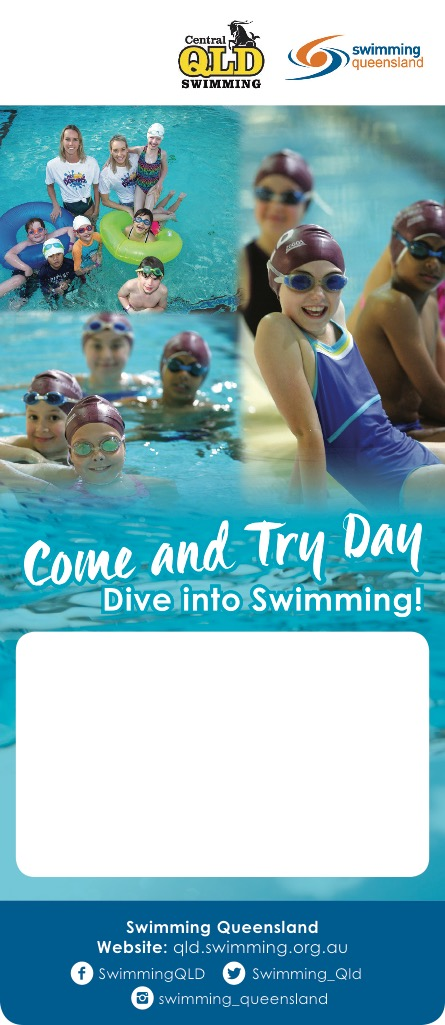 Central
QLD
SWIMMING
swimming
queensland
Come and Try Day
Dive into Swimming!
Swimming Queensland
Website: qld.swimming.org.au
SwimmingQLD Swimming_Qld
swimming_queensland